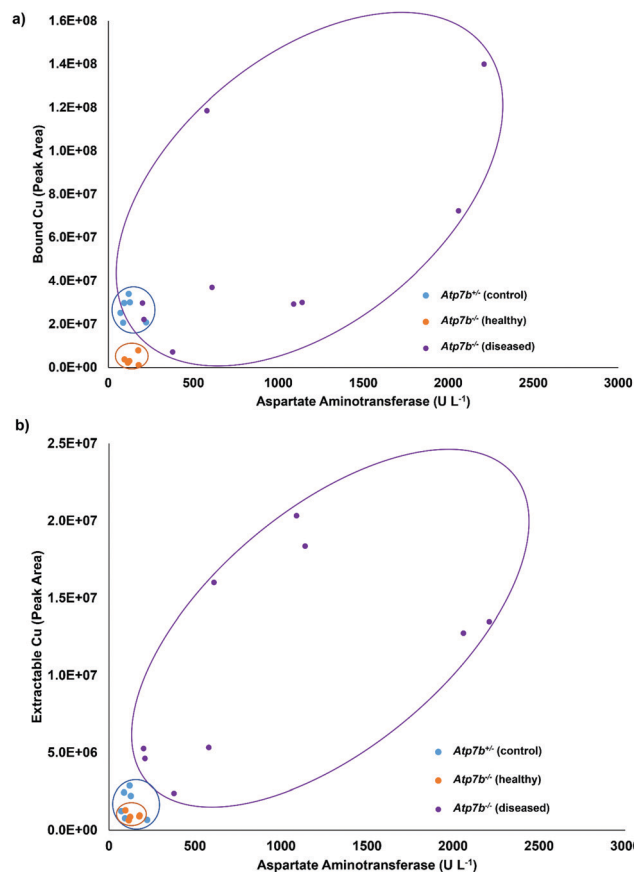 a)
1.6E+08
1.4E+08
1.2E+08
1.0E+08
8.0E+07
6.0E+07
4.0E+07
2.0E+07
0.0E+00
Bound Cu (Peak Area)
Atp7b+/- (control)
Atp7b-/- (healthy)
Atp7b-/- (diseased)
0 500 1000 1500 2000 2500 3000
Aspartate Aminotransferase (U L-1)
b)
2.5E+07
2.0E+07
1.5E+07
1.0E+07
5.0E+06
0.0E+00
Extractable Cu (Peak Area)
Atp7b+/- (control)
Atp7b-/- (healthy)
Atp7b-/- (diseased)
0 500 1000 1500 2000 2500
Aspartate Aminotransferase (U L-1)